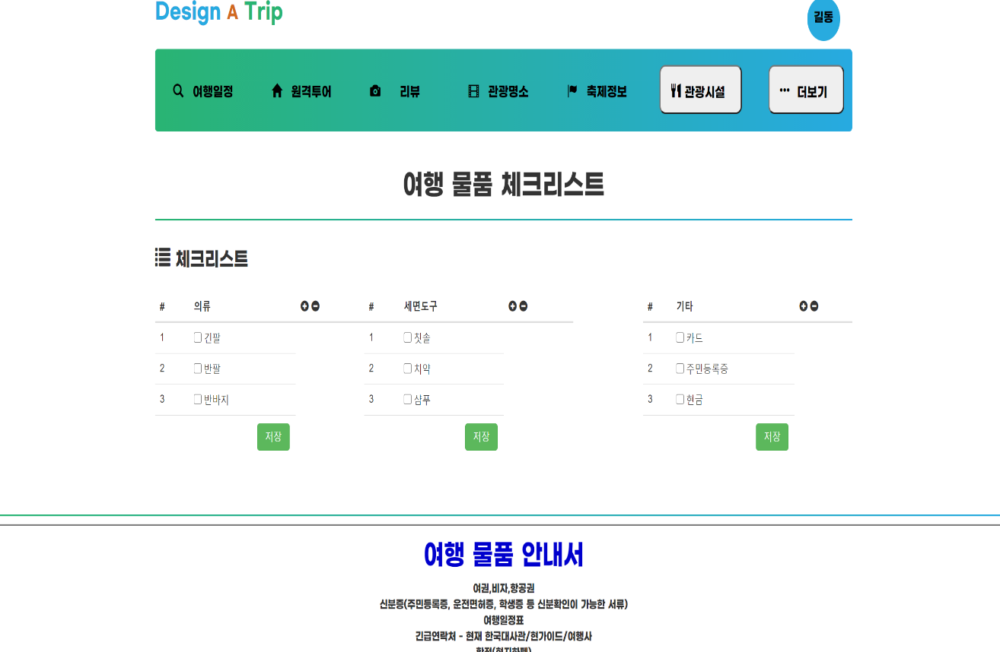 Design A Trip
길동
여행일정 원격투어 리뷰 관광명소 축제정보 관광시설 더보기
여행 물품 체크리스트
체크리스트
# 의류 # 세면도구 # 기타
1 긴팔 1 칫솔 1 카드
2 반팔 2 치약 2 주민등록증
3 반바지 3 샴푸 3 현금
저장 저장 저장
여행 물품 안내서
여권,비자,항공권
신분증(주민등록증, 운전면허증, 학생증 등 신분확인이 가능한 서류)
여행일정표
긴급연락처 - 현재 한국대사관/현가이드/여행사